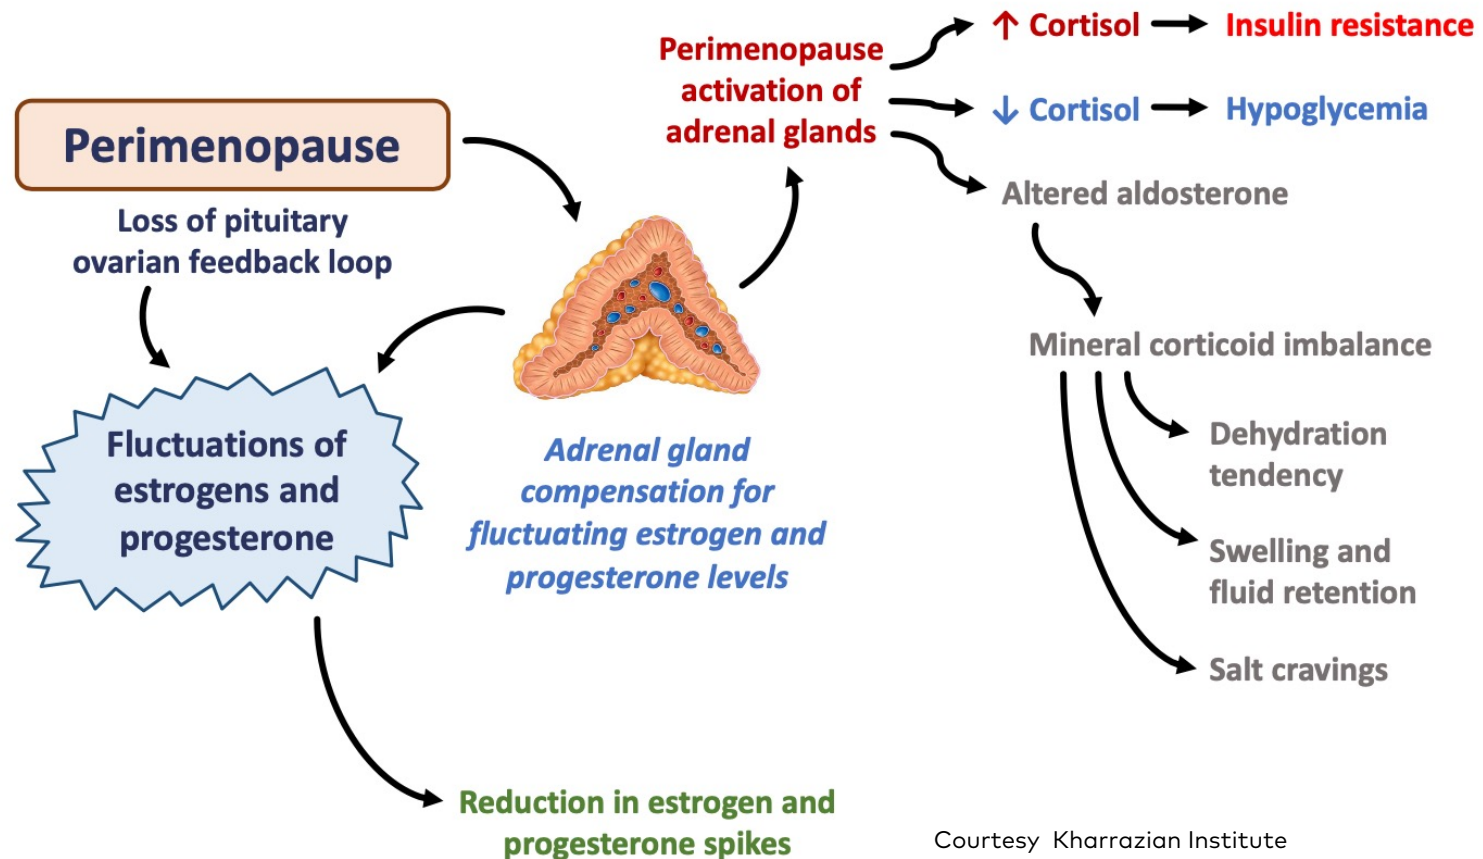 Perimenopause
Loss of pituitary
ovarian feedback loop
Fluctuations of
estrogens and
progesterone
Adrenal gland
compensation for
fluctuating estrogen and
progesterone levels
Reduction in estrogen and
progesterone spikes
Perimenopause
activation of
adrenal glands
↑ Cortisol
Insulin resistance
↓ Cortisol
Hypoglycemia
Altered aldosterone
Mineral corticoid imbalance
Dehydration
tendency
Swelling and
fluid retention
Salt cravings
Courtesy Kharrazian Institute